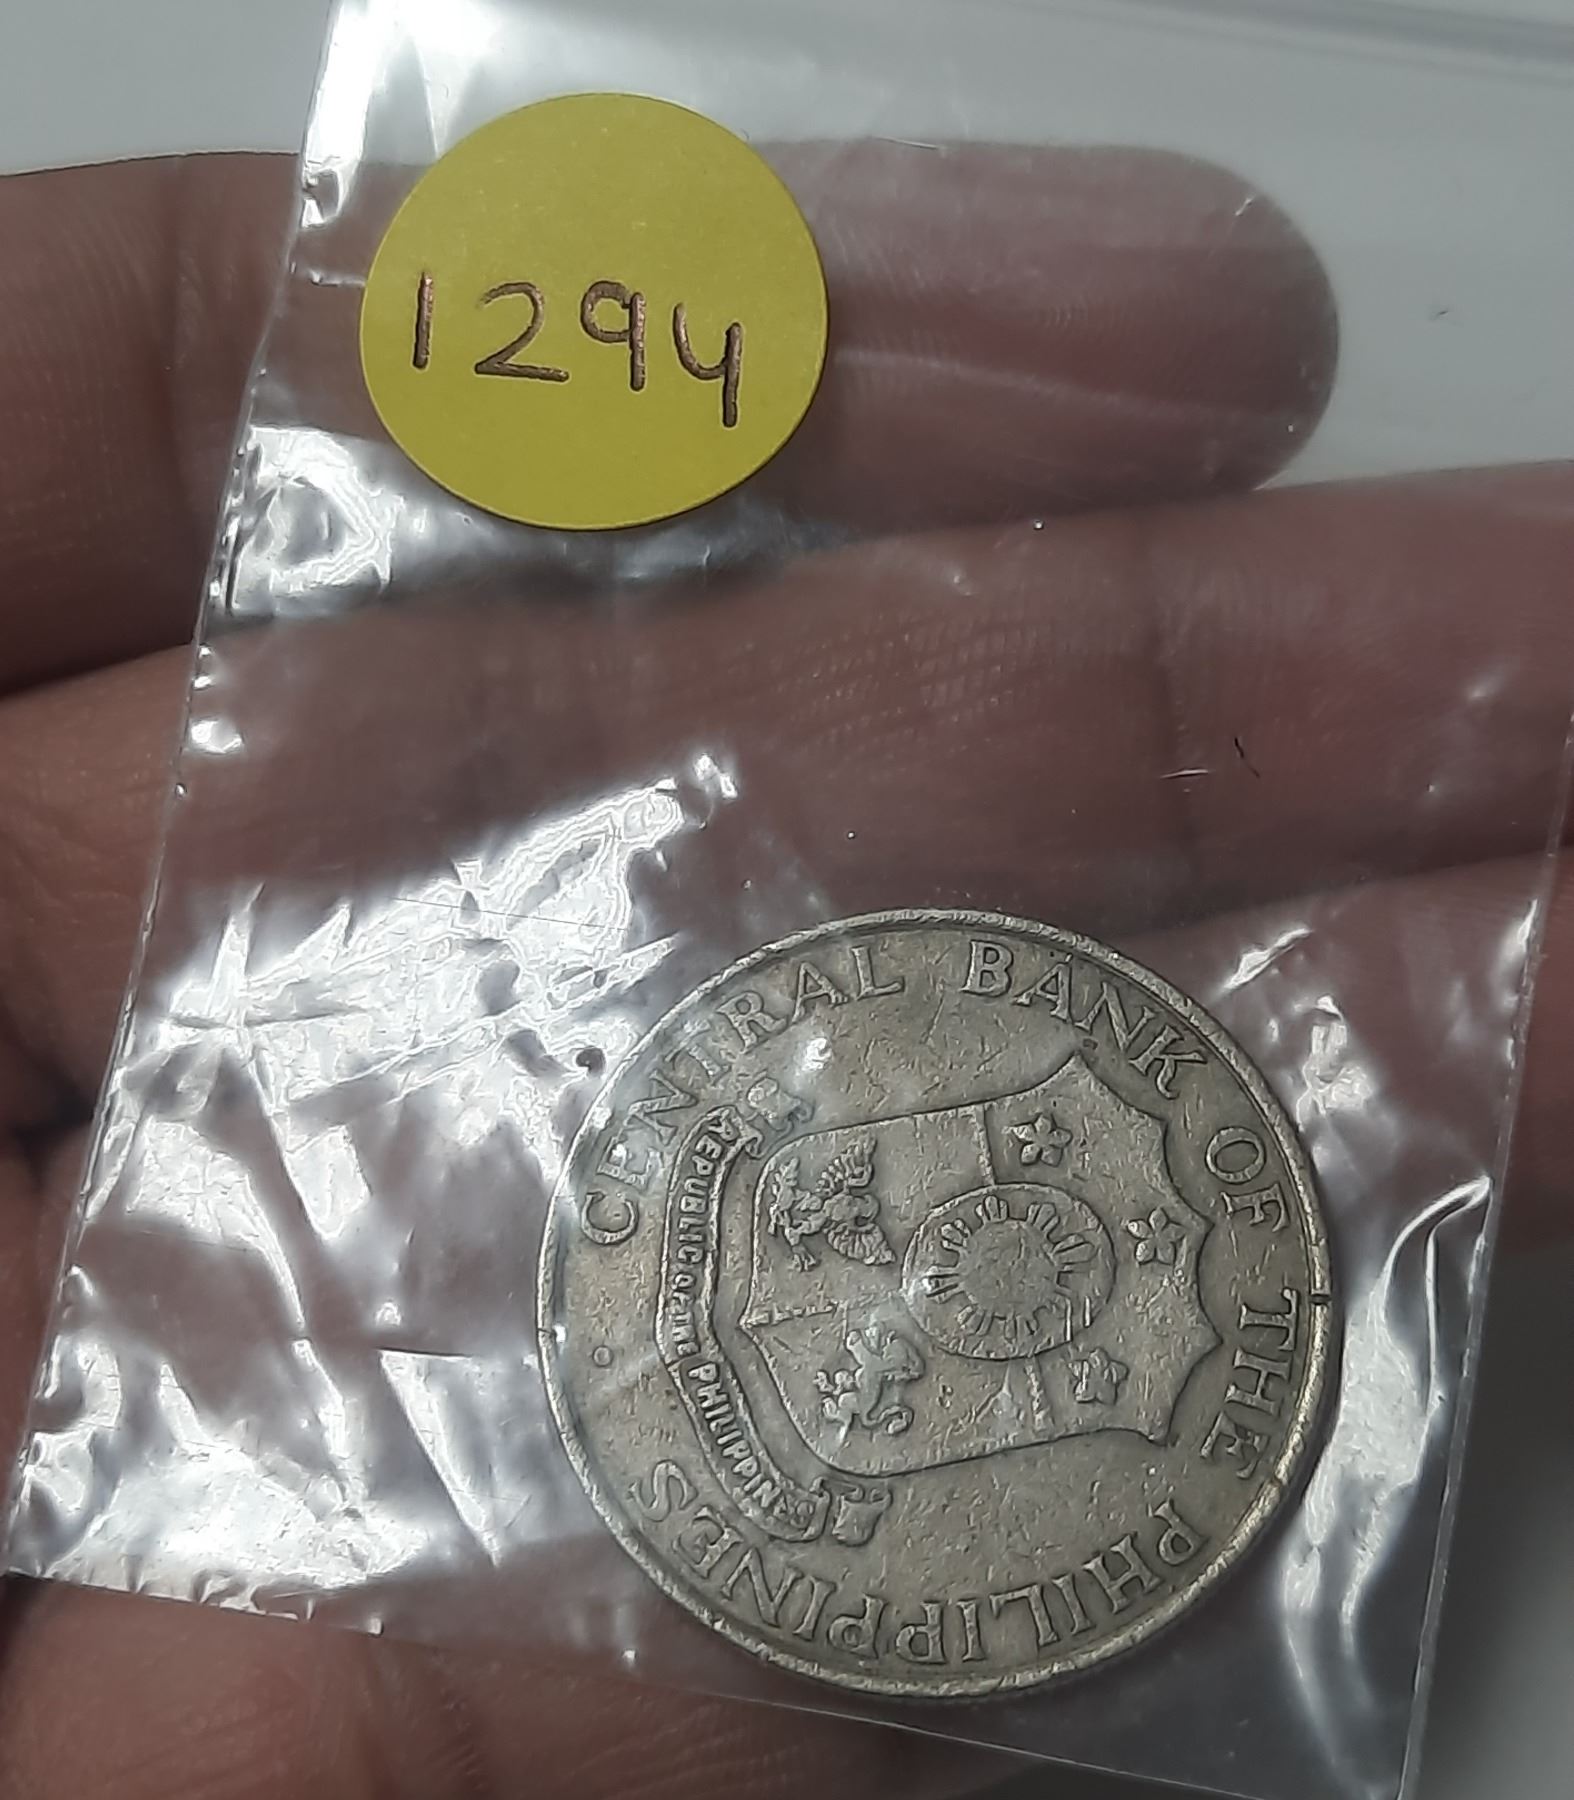 1294
CENTRAL BANK OF THE PHILIPPINES
REPUBLIC OF THE PHILIPPINES